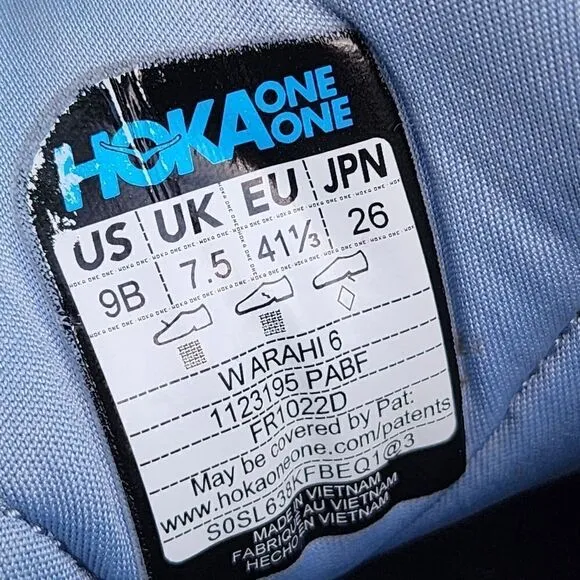 HOKA ONE ONE
US UK EU JPN
9B 7.5 41⅓ 26
WARAHI 6
1123195 PABF
FR1022D
May be covered by Pat:
www.hokaoneone.com/patents
S0SL638KFBEQ1@3
MADE IN VIETNAM
FABRIQUÉ AU VIETNAM
HECHO EN VIETNAM